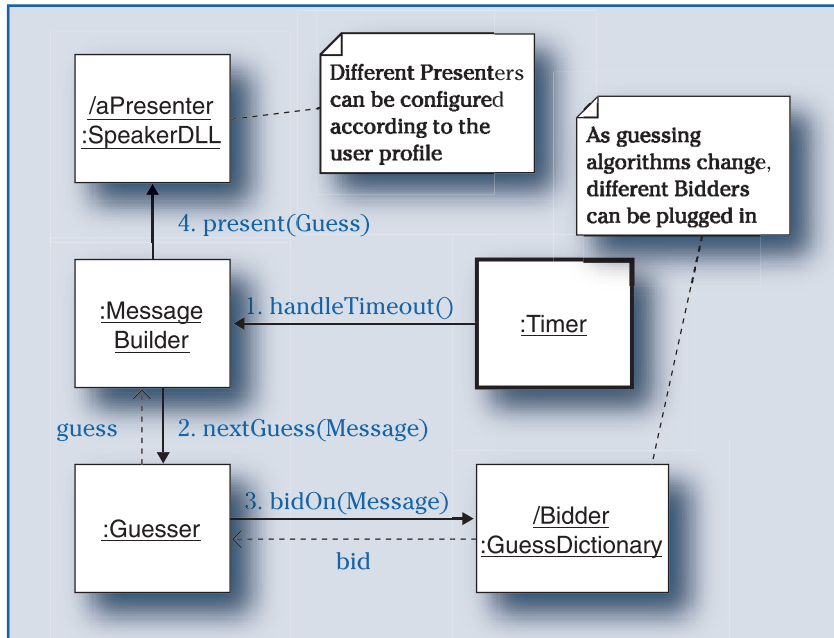 /aPresenter
:SpeakerDLL
Different Presenters
can be configured
according to the
user profile
As guessing
algorithms change,
different Bidders
can be plugged in
4. present(Guess)
:Message
Builder
1. handleTimeout()
:Timer
guess
2. nextGuess(Message)
:Guesser
3. bidOn(Message)
bid
/Bidder
:GuessDictionary